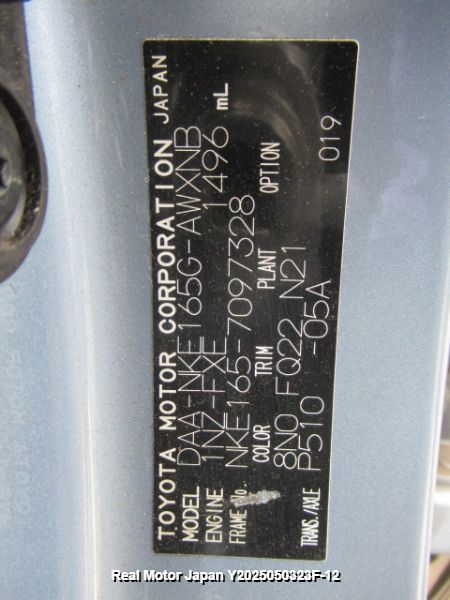 TOYOTA MOTOR CORPORATION JAPAN
MODEL DAA-NKE165G-AWXNB
ENGINE 1NZ-FXE 1496 mL
FRAME No. NKE165-7097328
COLOR TRIM PLANT OPTION
8N0 FQ22 N21
TRANS./AXLE P510 -05A 019
Real Motor Japan Y2025050323F-12